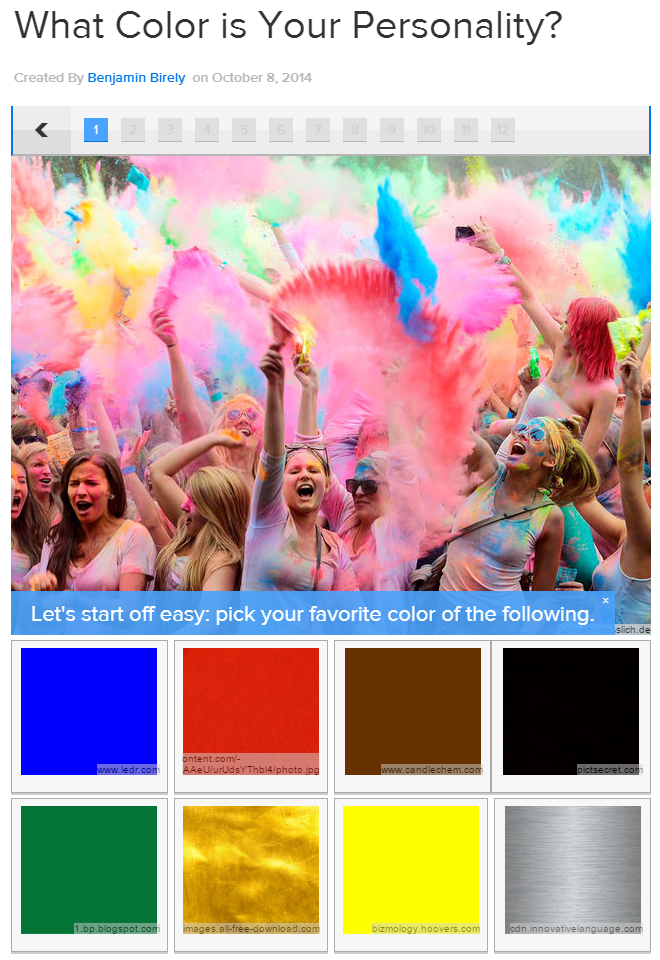 What Color is Your Personality?
Created By Benjamin Birely on October 8, 2014
1 2 3 4 5 6 7 8 9 10 11 12
Let's start off easy: pick your favorite color of the following. x
slich.de
www.ledr.com
ontent.com/-
AAeU/urUdsYThbI4/photo.jpg
www.candlechem.com
pictsecret.com
1.bp.blogspot.com
images.all-free-download.com
bizmology.hoovers.com
cdn.innovativelanguage.com